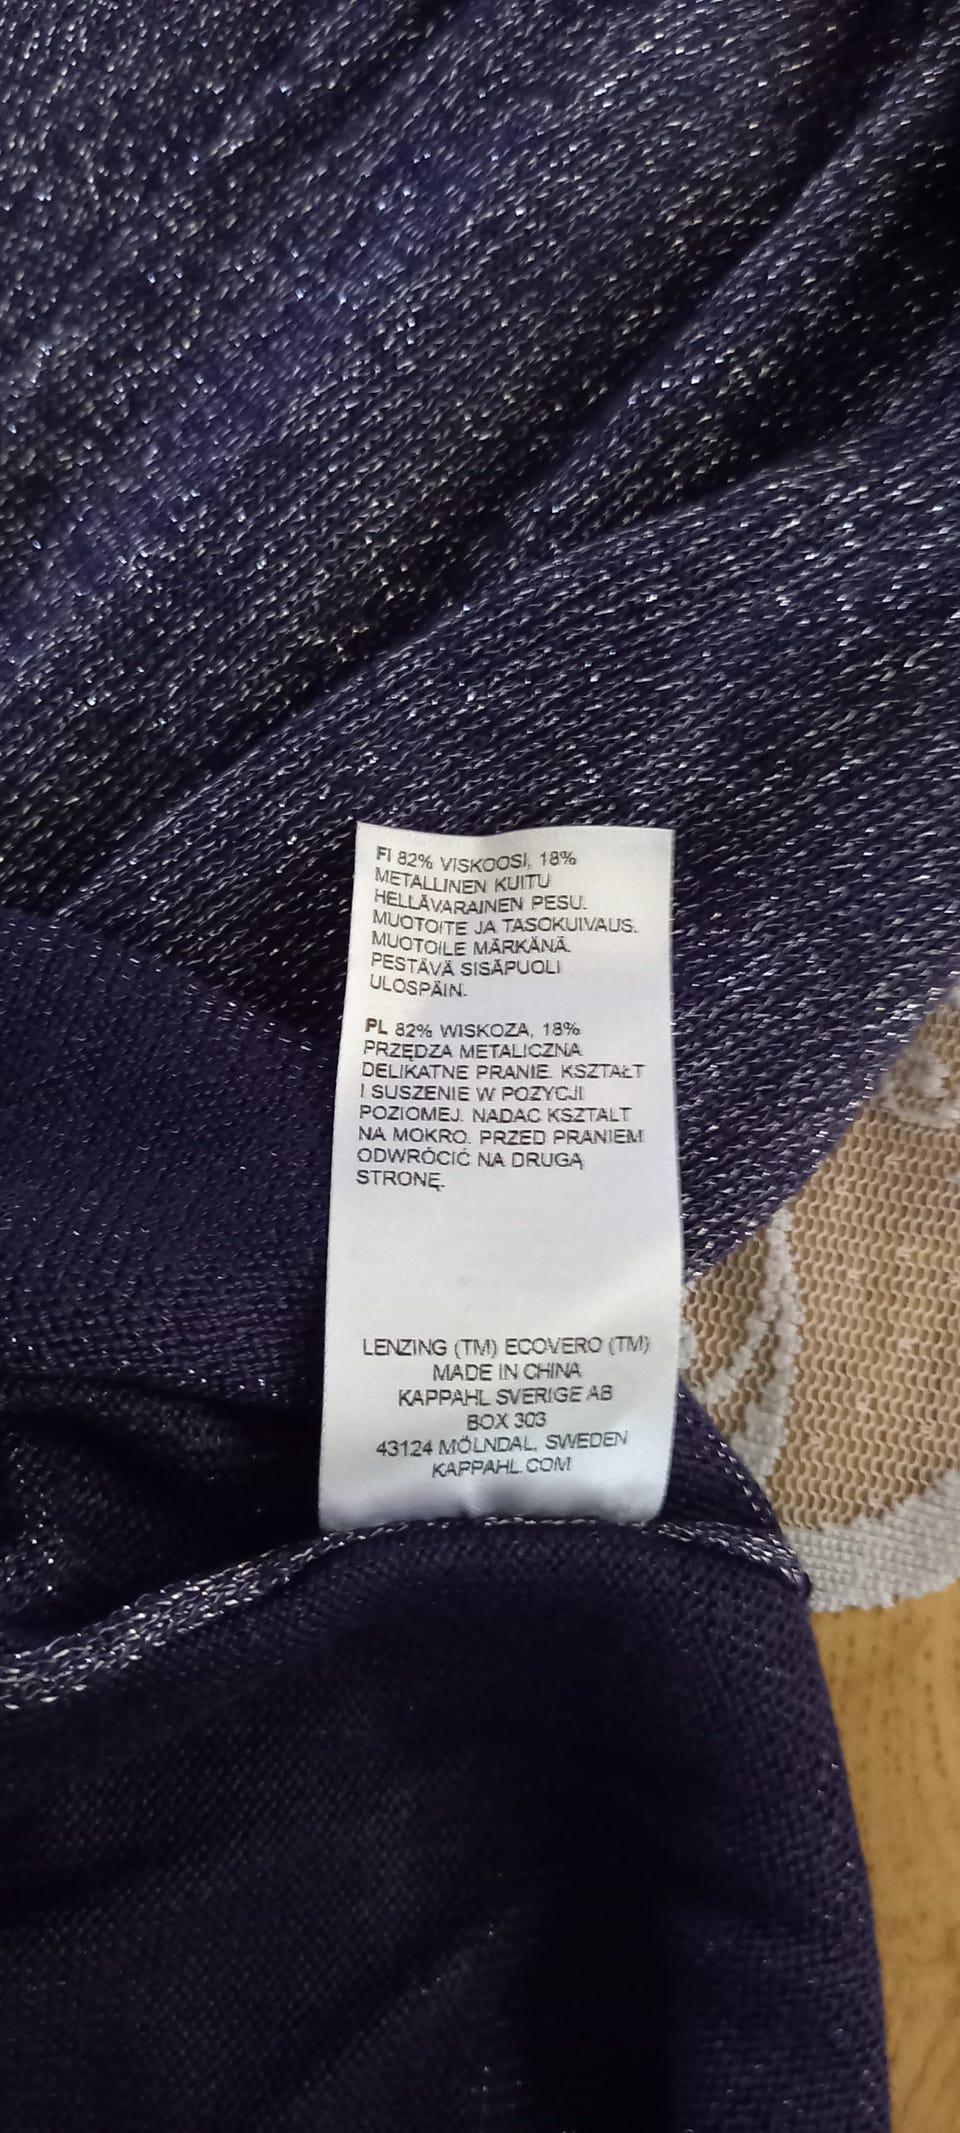 FI 82% VISKOOSI, 18%
METALLINEN KUITU
HELLÄVARAINEN PESU.
MUOTOITE JA TASOKUIVAUS.
MUOTOILE MÄRKÄNÄ.
PESTÄVÄ SISÄPUOLI
ULOSPÄIN.
PL 82% WISKOZA, 18%
PRZĘDZA METALICZNA
DELIKATNE PRANIE. KSZTAŁT
I SUSZENIE W POZYCJI
POZIOMEJ. NADAC KSZTALT
NA MOKRO. PRZED PRANIEM
ODWRÓCIĆ NA DRUGĄ
STRONĘ.
LENZING (TM) ECOVERO (TM)
MADE IN CHINA
KAPPAHL SVERIGE AB
BOX 303
43124 MÖLNDAL, SWEDEN
KAPPAHL.COM